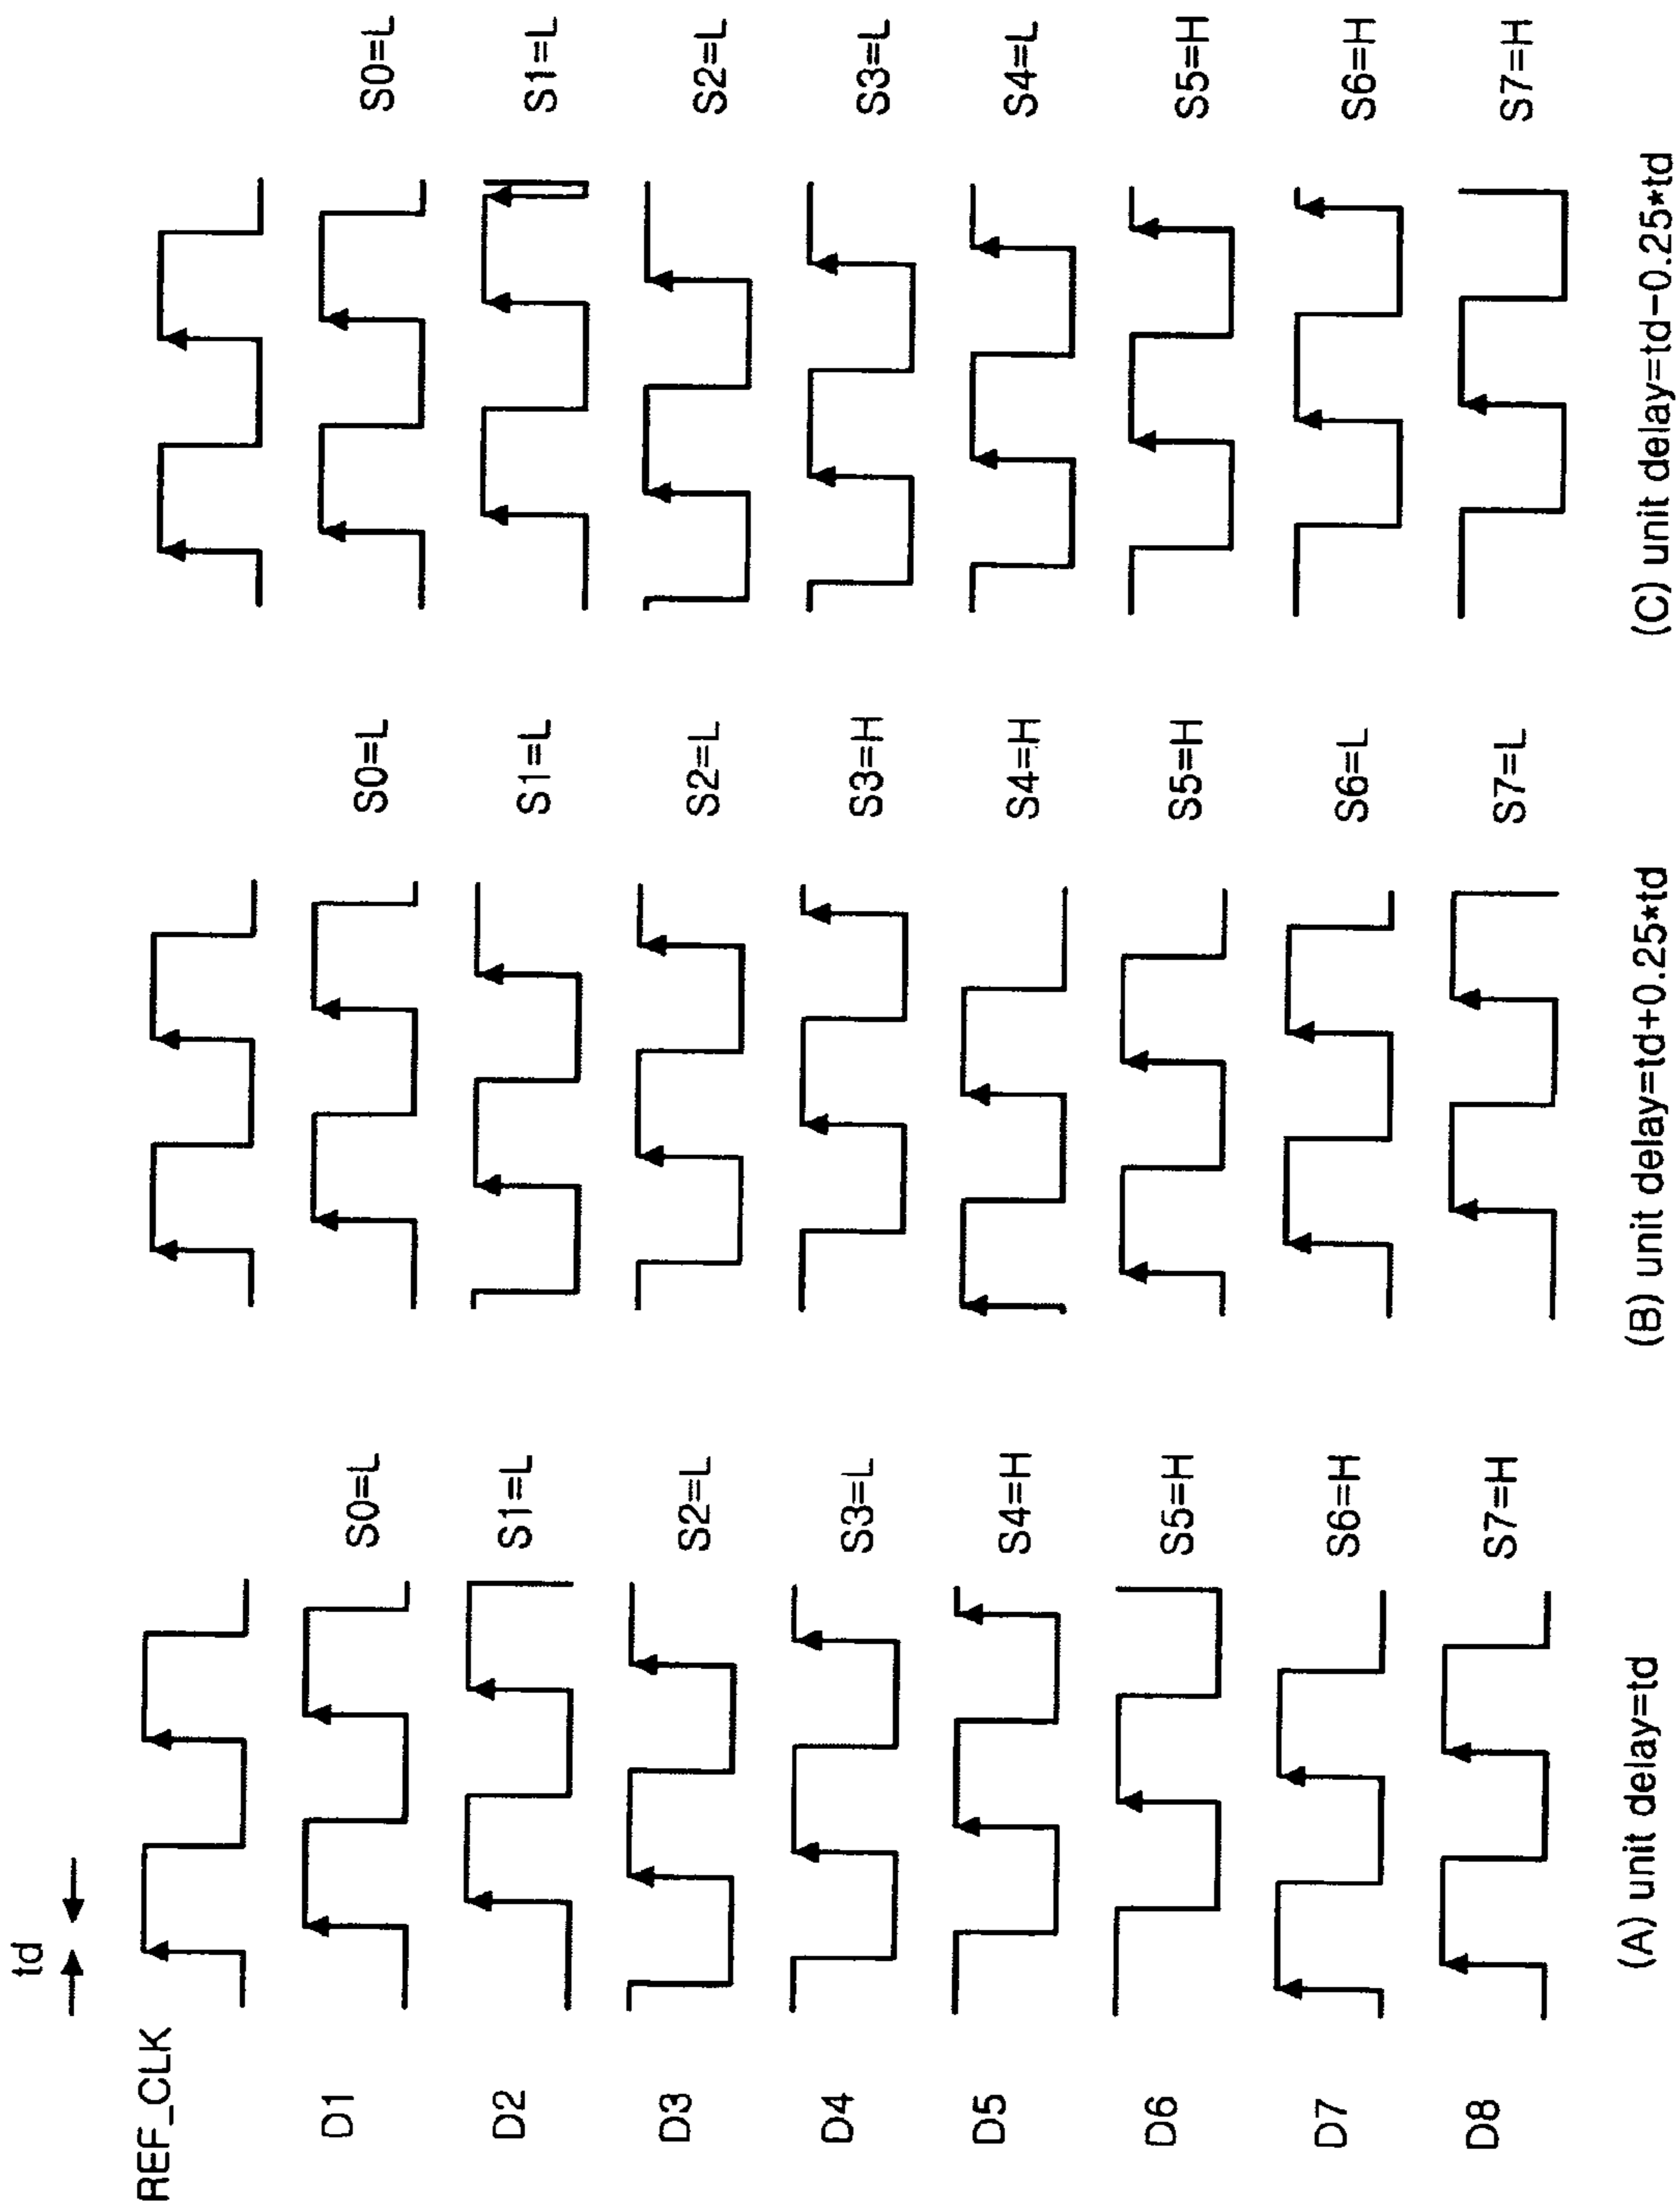 td
REF_CLK
D1 S0=L S0=L S0=L
D2 S1=L S1=L S1=L
D3 S2=L S2=L S2=L
D4 S3=L S3=H S3=L
D5 S4=H S4=H S4=L
D6 S5=H S5=H S5=H
D7 S6=H S6=L S6=H
D8 S7=H S7=L S7=H
(A) unit delay=td (B) unit delay=td+0.25*td (C) unit delay=td-0.25*td